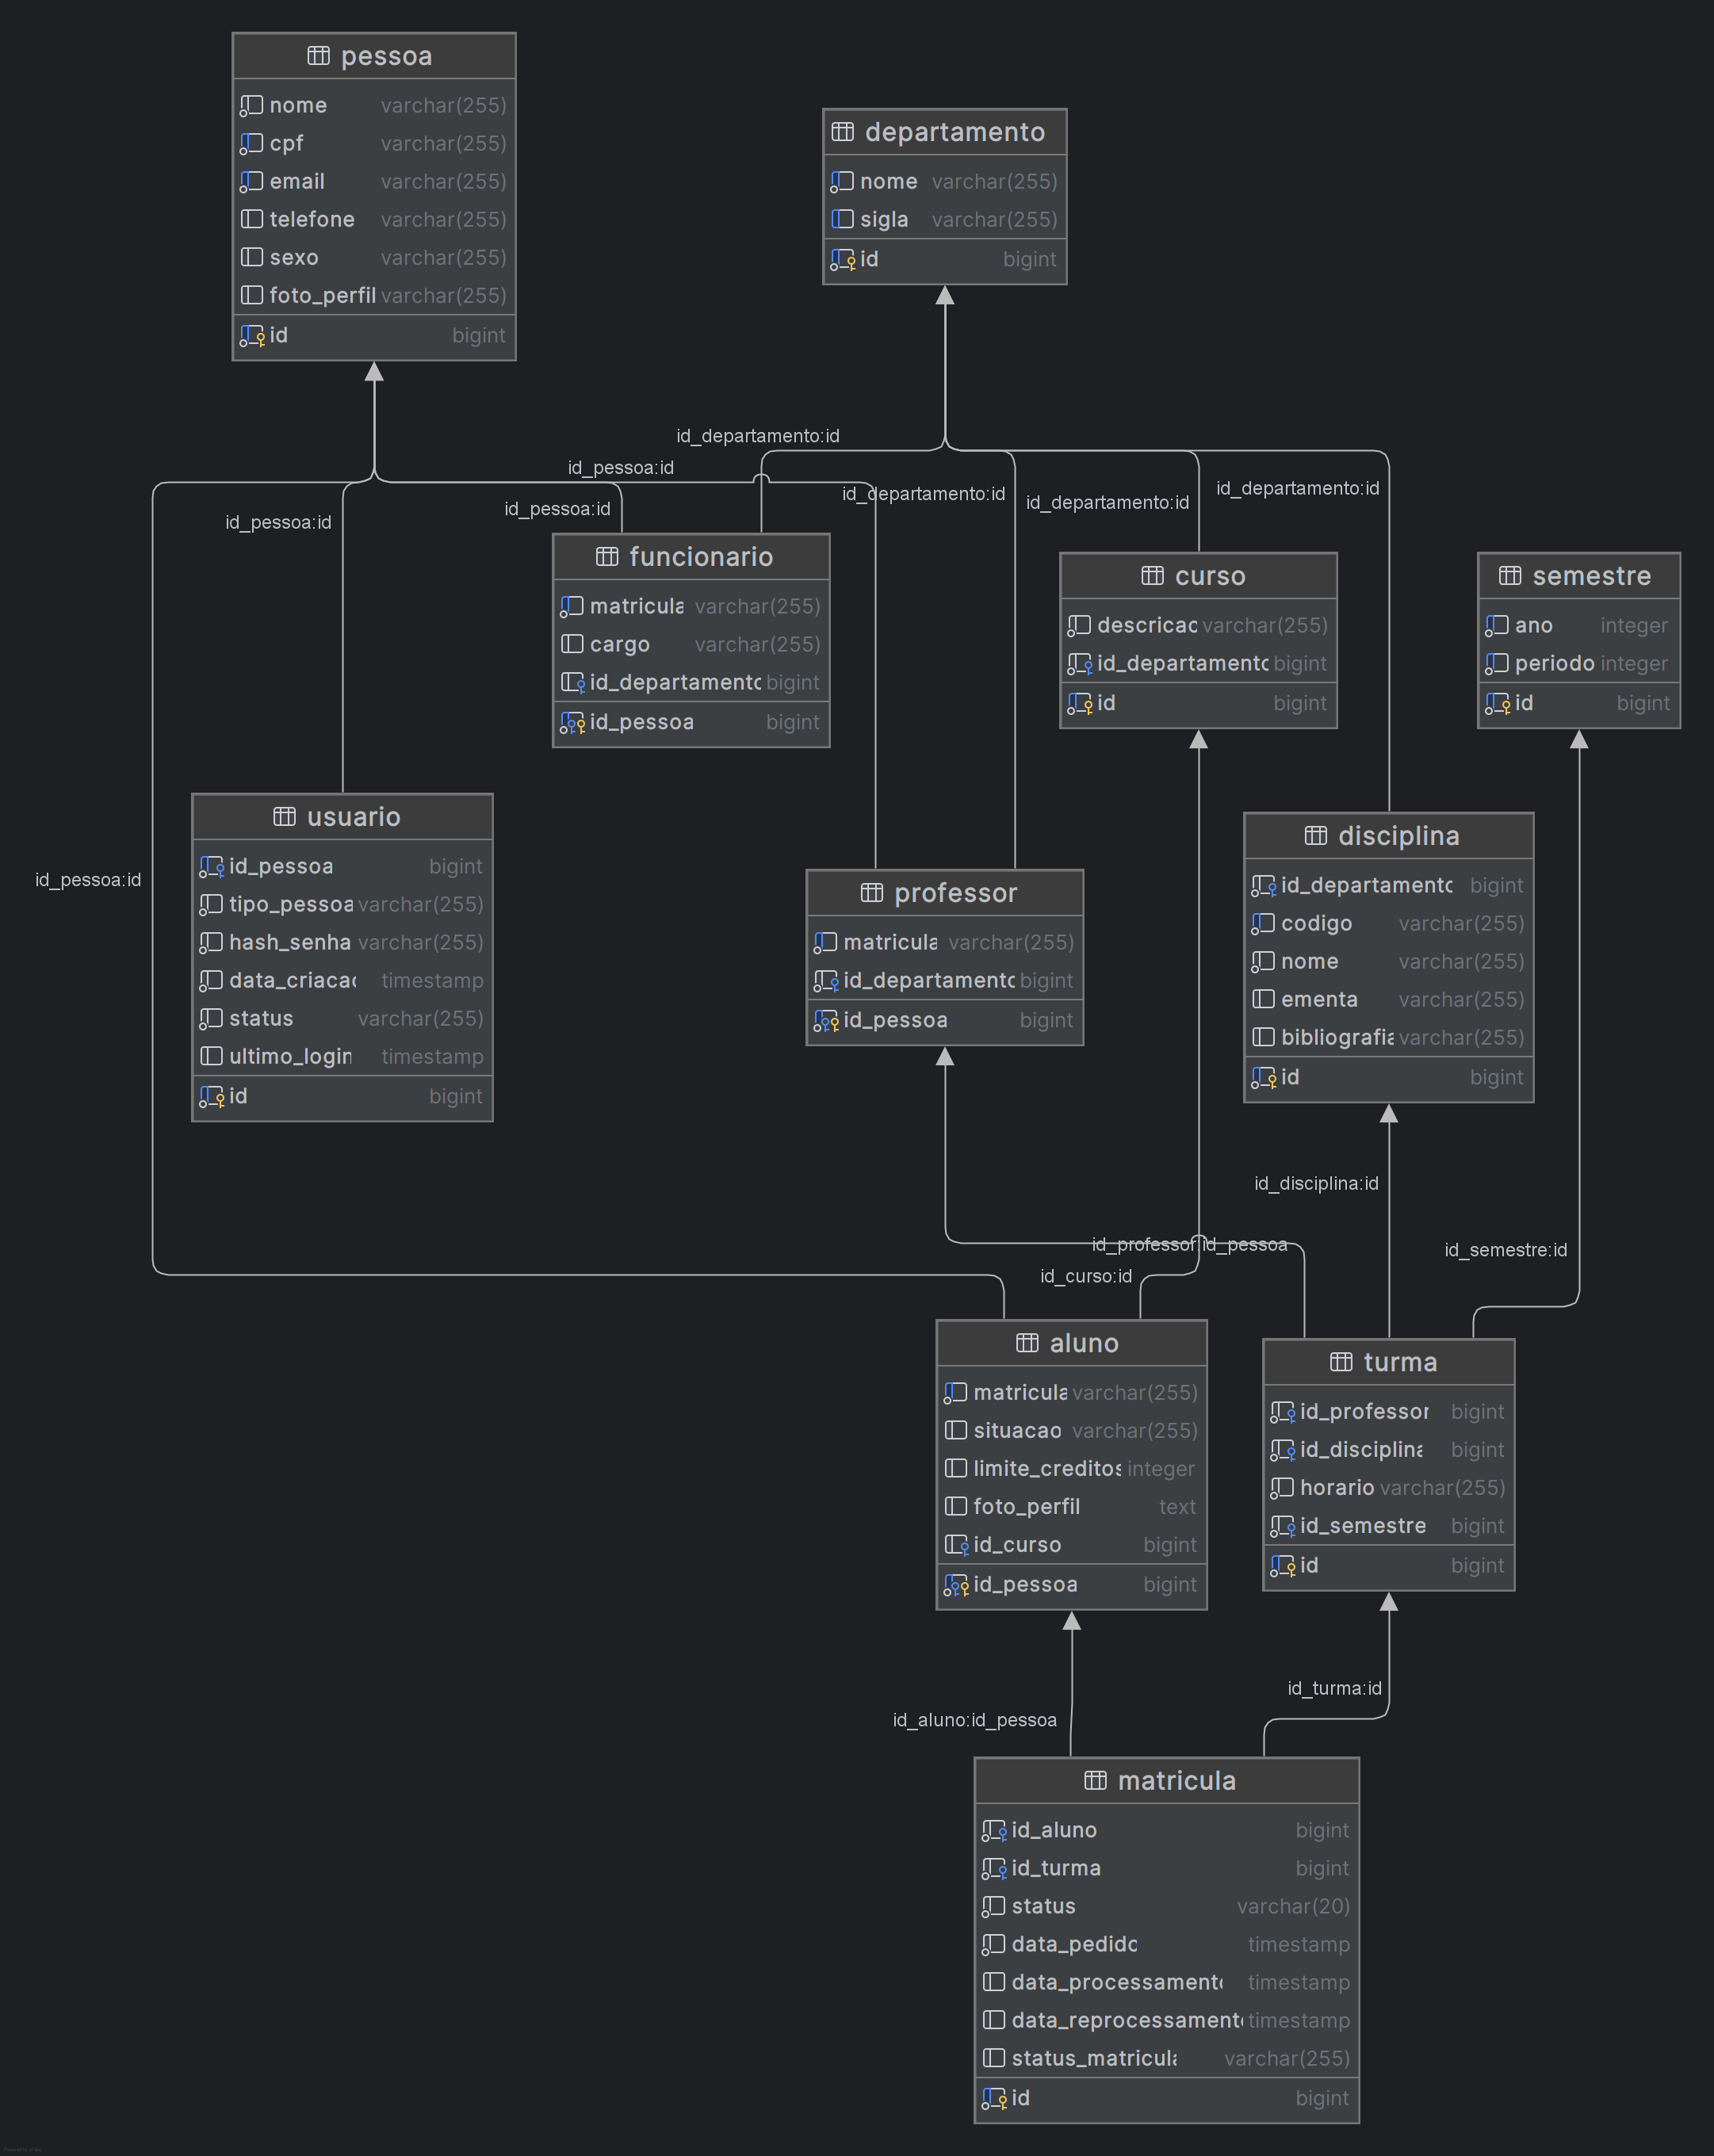 pessoa
nome varchar(255)
cpf varchar(255)
email varchar(255)
telefone varchar(255)
sexo varchar(255)
foto_perfil varchar(255)
id bigint
departamento
nome varchar(255)
sigla varchar(255)
id bigint
id_departamento:id
id_pessoa:id
id_departamento:id
id_departamento:id
id_departamento:id
id_pessoa:id
id_pessoa:id
funcionario
matricula varchar(255)
cargo varchar(255)
id_departamento bigint
id_pessoa bigint
curso
descricac varchar(255)
id_departamento bigint
id bigint
semestre
ano integer
periodo integer
id bigint
usuario
id_pessoa bigint
tipo_pessoa varchar(255)
hash_senha varchar(255)
data_criacac timestamp
status varchar(255)
ultimo_login timestamp
id bigint
id_pessoa:id
professor
matricula varchar(255)
id_departamento bigint
id_pessoa bigint
disciplina
id_departamento bigint
codigo varchar(255)
nome varchar(255)
ementa varchar(255)
bibliografia varchar(255)
id bigint
id_disciplina:id
id_professor:id_pessoa
id_semestre:id
id_curso:id
aluno
matricula varchar(255)
situacao varchar(255)
limite_creditos integer
foto_perfil text
id_curso bigint
id_pessoa bigint
turma
id_professor bigint
id_disciplina bigint
horario varchar(255)
id_semestre bigint
id bigint
id_turma:id
id_aluno:id_pessoa
matricula
id_aluno bigint
id_turma bigint
status varchar(20)
data_pedido timestamp
data_processamento timestamp
data_reprocessamento timestamp
status_matricula varchar(255)
id bigint